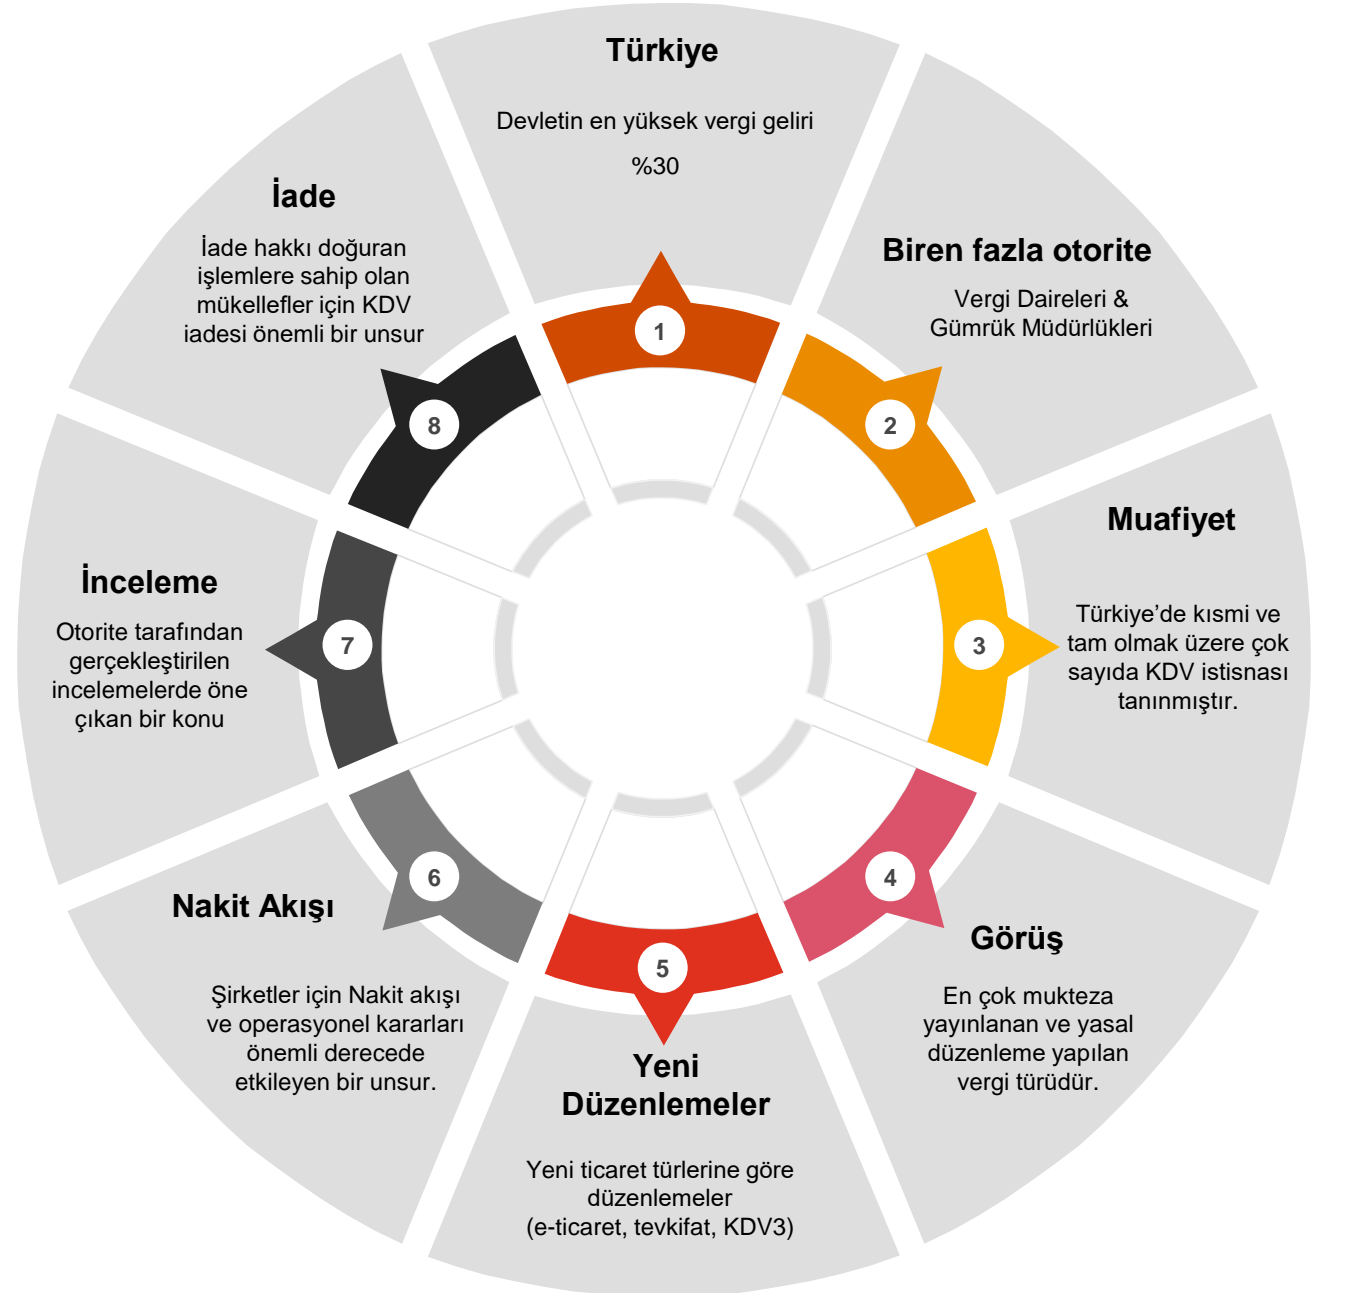 Türkiye
Devletin en yüksek vergi geliri
%30
1
Biren fazla otorite
Vergi Daireleri &
Gümrük Müdürlükleri
2
Muafiyet
Türkiye’de kısmi ve
tam olmak üzere çok
sayıda KDV istisnası
tanınmıştır.
3
Görüş
En çok mukteza
yayınlanan ve yasal
düzenleme yapılan
vergi türüdür.
4
Yeni
Düzenlemeler
Yeni ticaret türlerine göre
düzenlemeler
(e-ticaret, tevkifat, KDV3)
5
Nakit Akışı
Şirketler için Nakit akışı
ve operasyonel kararları
önemli derecede
etkileyen bir unsur.
6
İnceleme
Otorite tarafından
gerçekleştirilen
incelemelerde öne
çıkan bir konu
7
İade
İade hakkı doğuran
işlemlere sahip olan
mükellefler için KDV
iadesi önemli bir unsur
8